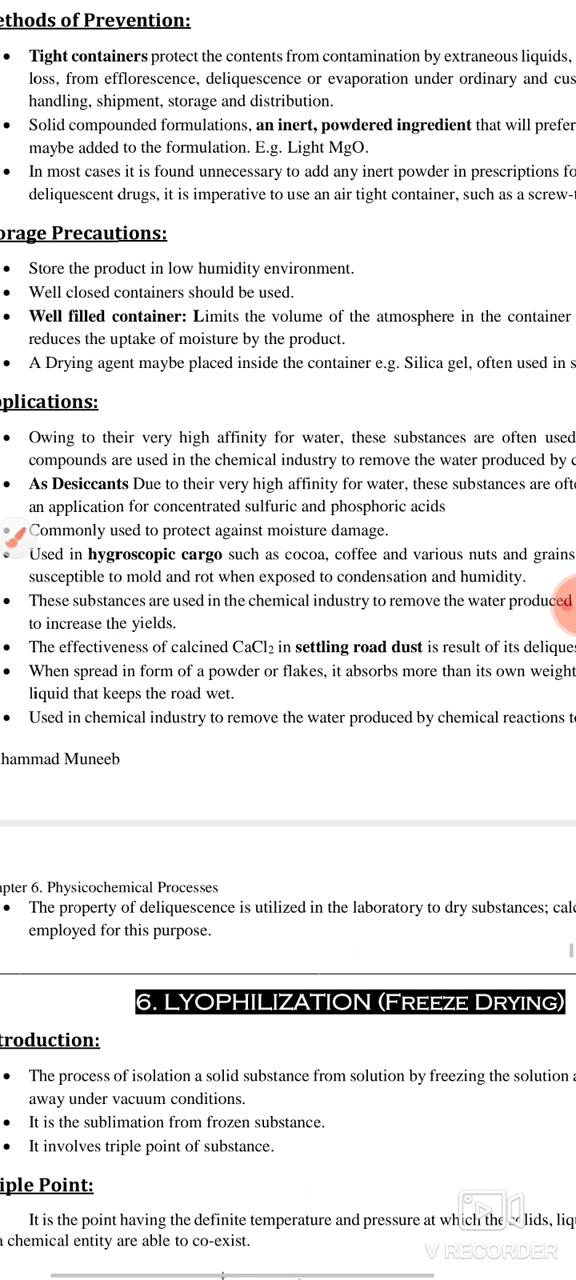 ethods of Prevention:
• Tight containers protect the contents from contamination by extraneous liquids,
loss, from efflorescence, deliquescence or evaporation under ordinary and cus
handling, shipment, storage and distribution.
• Solid compounded formulations, an inert, powdered ingredient that will prefer
maybe added to the formulation. E.g. Light MgO.
• In most cases it is found unnecessary to add any inert powder in prescriptions fo
deliquescent drugs, it is imperative to use an air tight container, such as a screw-t
orage Precautions:
• Store the product in low humidity environment.
• Well closed containers should be used.
• Well filled container: Limits the volume of the atmosphere in the container
reduces the uptake of moisture by the product.
• A Drying agent maybe placed inside the container e.g. Silica gel, often used in s
plications:
• Owing to their very high affinity for water, these substances are often used
compounds are used in the chemical industry to remove the water produced by c
• As Desiccants Due to their very high affinity for water, these substances are ofte
an application for concentrated sulfuric and phosphoric acids
• Commonly used to protect against moisture damage.
• Used in hygroscopic cargo such as cocoa, coffee and various nuts and grains
susceptible to mold and rot when exposed to condensation and humidity.
• These substances are used in the chemical industry to remove the water produced
to increase the yields.
• The effectiveness of calcined CaCl₂ in settling road dust is result of its delique
• When spread in form of a powder or flakes, it absorbs more than its own weight
liquid that keeps the road wet.
• Used in chemical industry to remove the water produced by chemical reactions t
hammad Muneeb
apter 6. Physicochemical Processes
• The property of deliquescence is utilized in the laboratory to dry substances; calc
employed for this purpose.
6. LYOPHILIZATION (FREEZE DRYING)
troduction:
• The process of isolation a solid substance from solution by freezing the solution a
away under vacuum conditions.
• It is the sublimation from frozen substance.
• It involves triple point of substance.
iple Point:
It is the point having the definite temperature and pressure at which the solids, liq
a chemical entity are able to co-exist.
V RECORDER